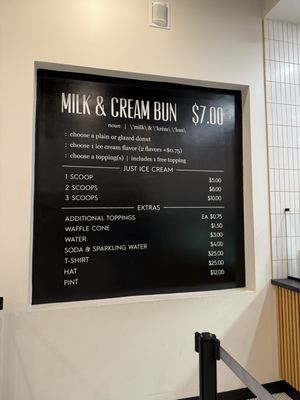 MILK & CREAM BUN $7.00
noun | \'milk\ & \'krēm\ \'bən\
: choose a plain or glazed donut
: choose 1 ice cream flavor (2 flavors +$0.75)
: choose a topping(s) | includes 1 free topping
JUST ICE CREAM
1 SCOOP $5.00
2 SCOOPS $8.00
3 SCOOPS $10.00
EXTRAS
ADDITIONAL TOPPINGS EA $0.75
WAFFLE CONE $1.50
WATER $3.00
SODA & SPARKLING WATER $4.00
T-SHIRT $25.00
HAT $25.00
PINT $12.00